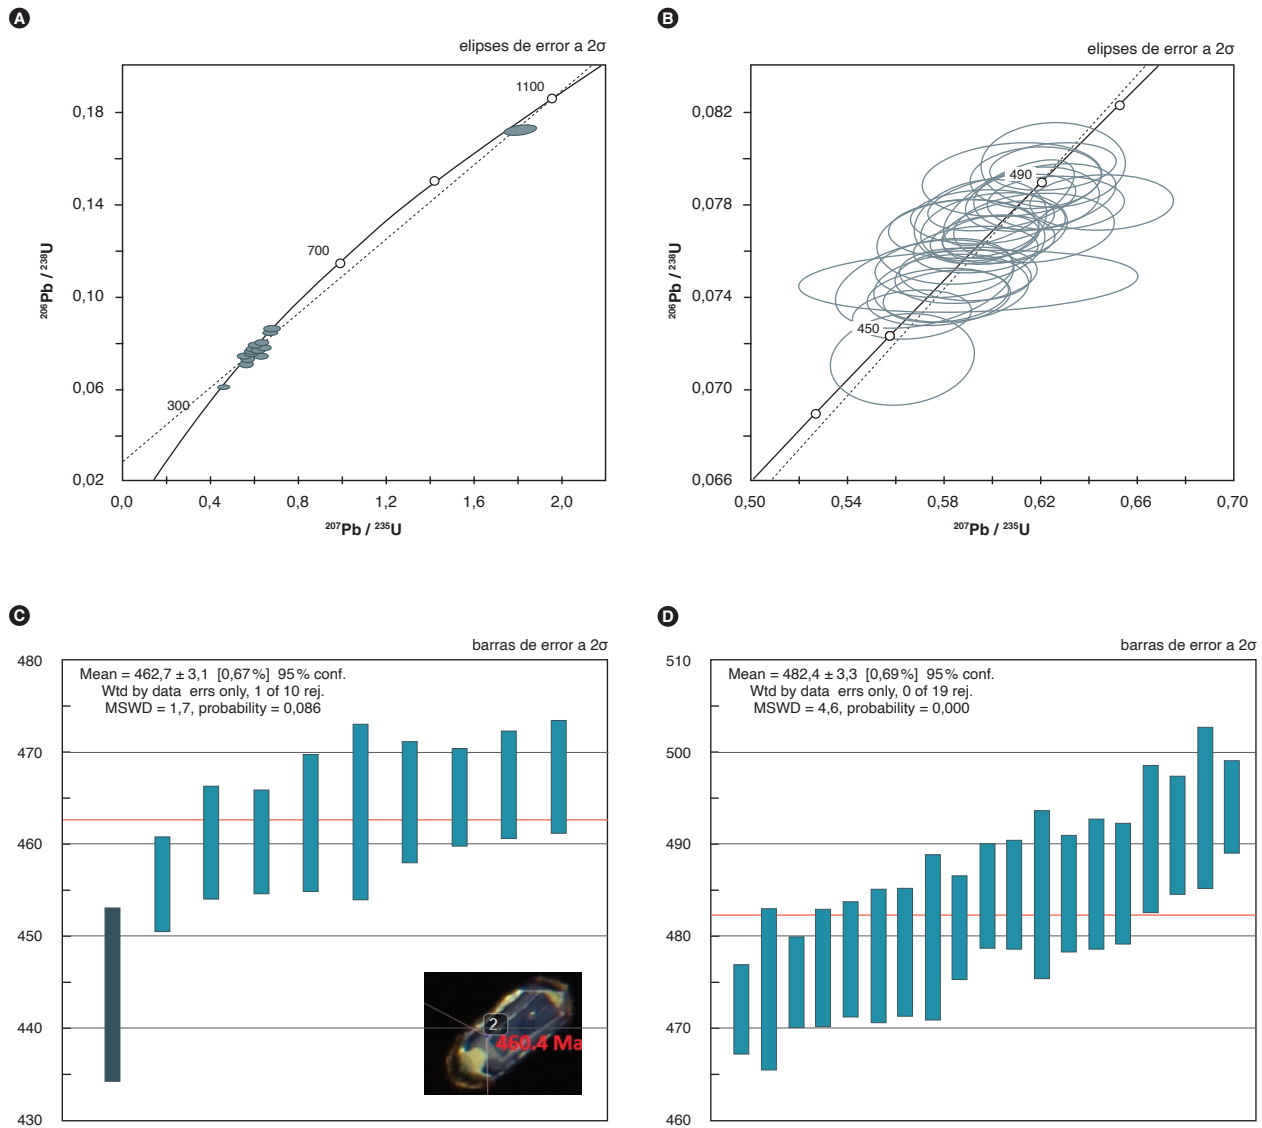 A
elipses de error a 2σ
1100
700
300
0,18
0,14
0,10
0,06
0,02
0,0 0,4 0,8 1,2 1,6 2,0
206Pb / 238U
207Pb / 235U
B
elipses de error a 2σ
490
450
0,082
0,078
0,074
0,070
0,066
0,50 0,54 0,58 0,62 0,66 0,70
206Pb / 238U
207Pb / 235U
C
barras de error a 2σ
Mean = 462,7 ± 3,1 [0,67 %] 95 % conf.
Wtd by data errs only, 1 of 10 rej.
MSWD = 1,7, probability = 0,086
480
470
460
450
440
430
2
460.4 Ma
D
barras de error a 2σ
Mean = 482,4 ± 3,3 [0,69 %] 95 % conf.
Wtd by data errs only, 0 of 19 rej.
MSWD = 4,6, probability = 0,000
510
500
490
480
470
460